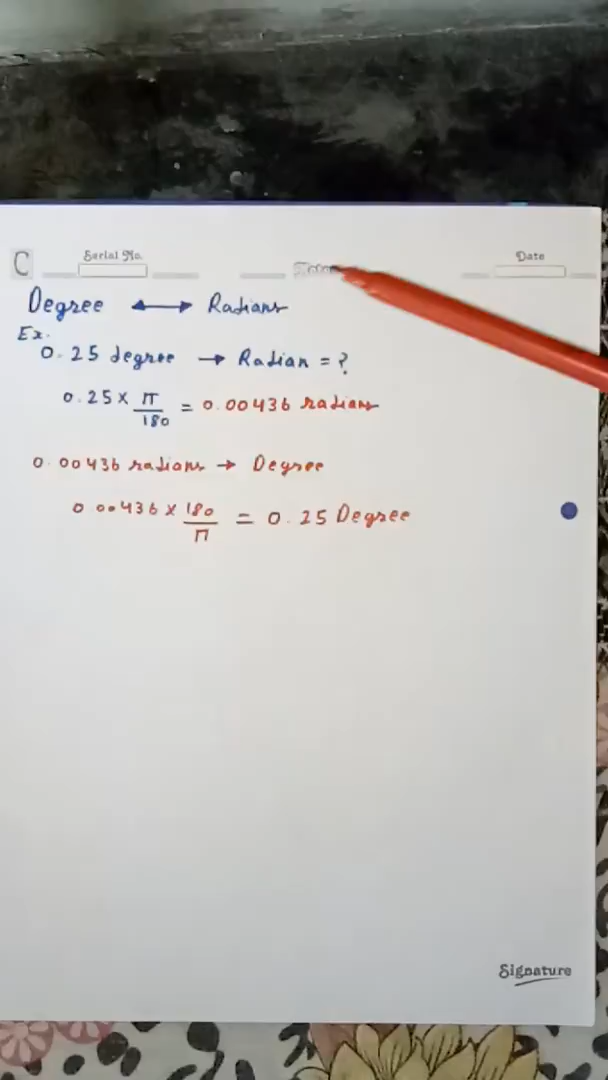 C Serial No. Date
Degree ⟷ Radians
Ex.
0.25 degree → Radian = ?
0.25 × π/180 = 0.00436 radians
0.00436 radians → Degree
0.00436 × 180/π = 0.25 Degree
Signature